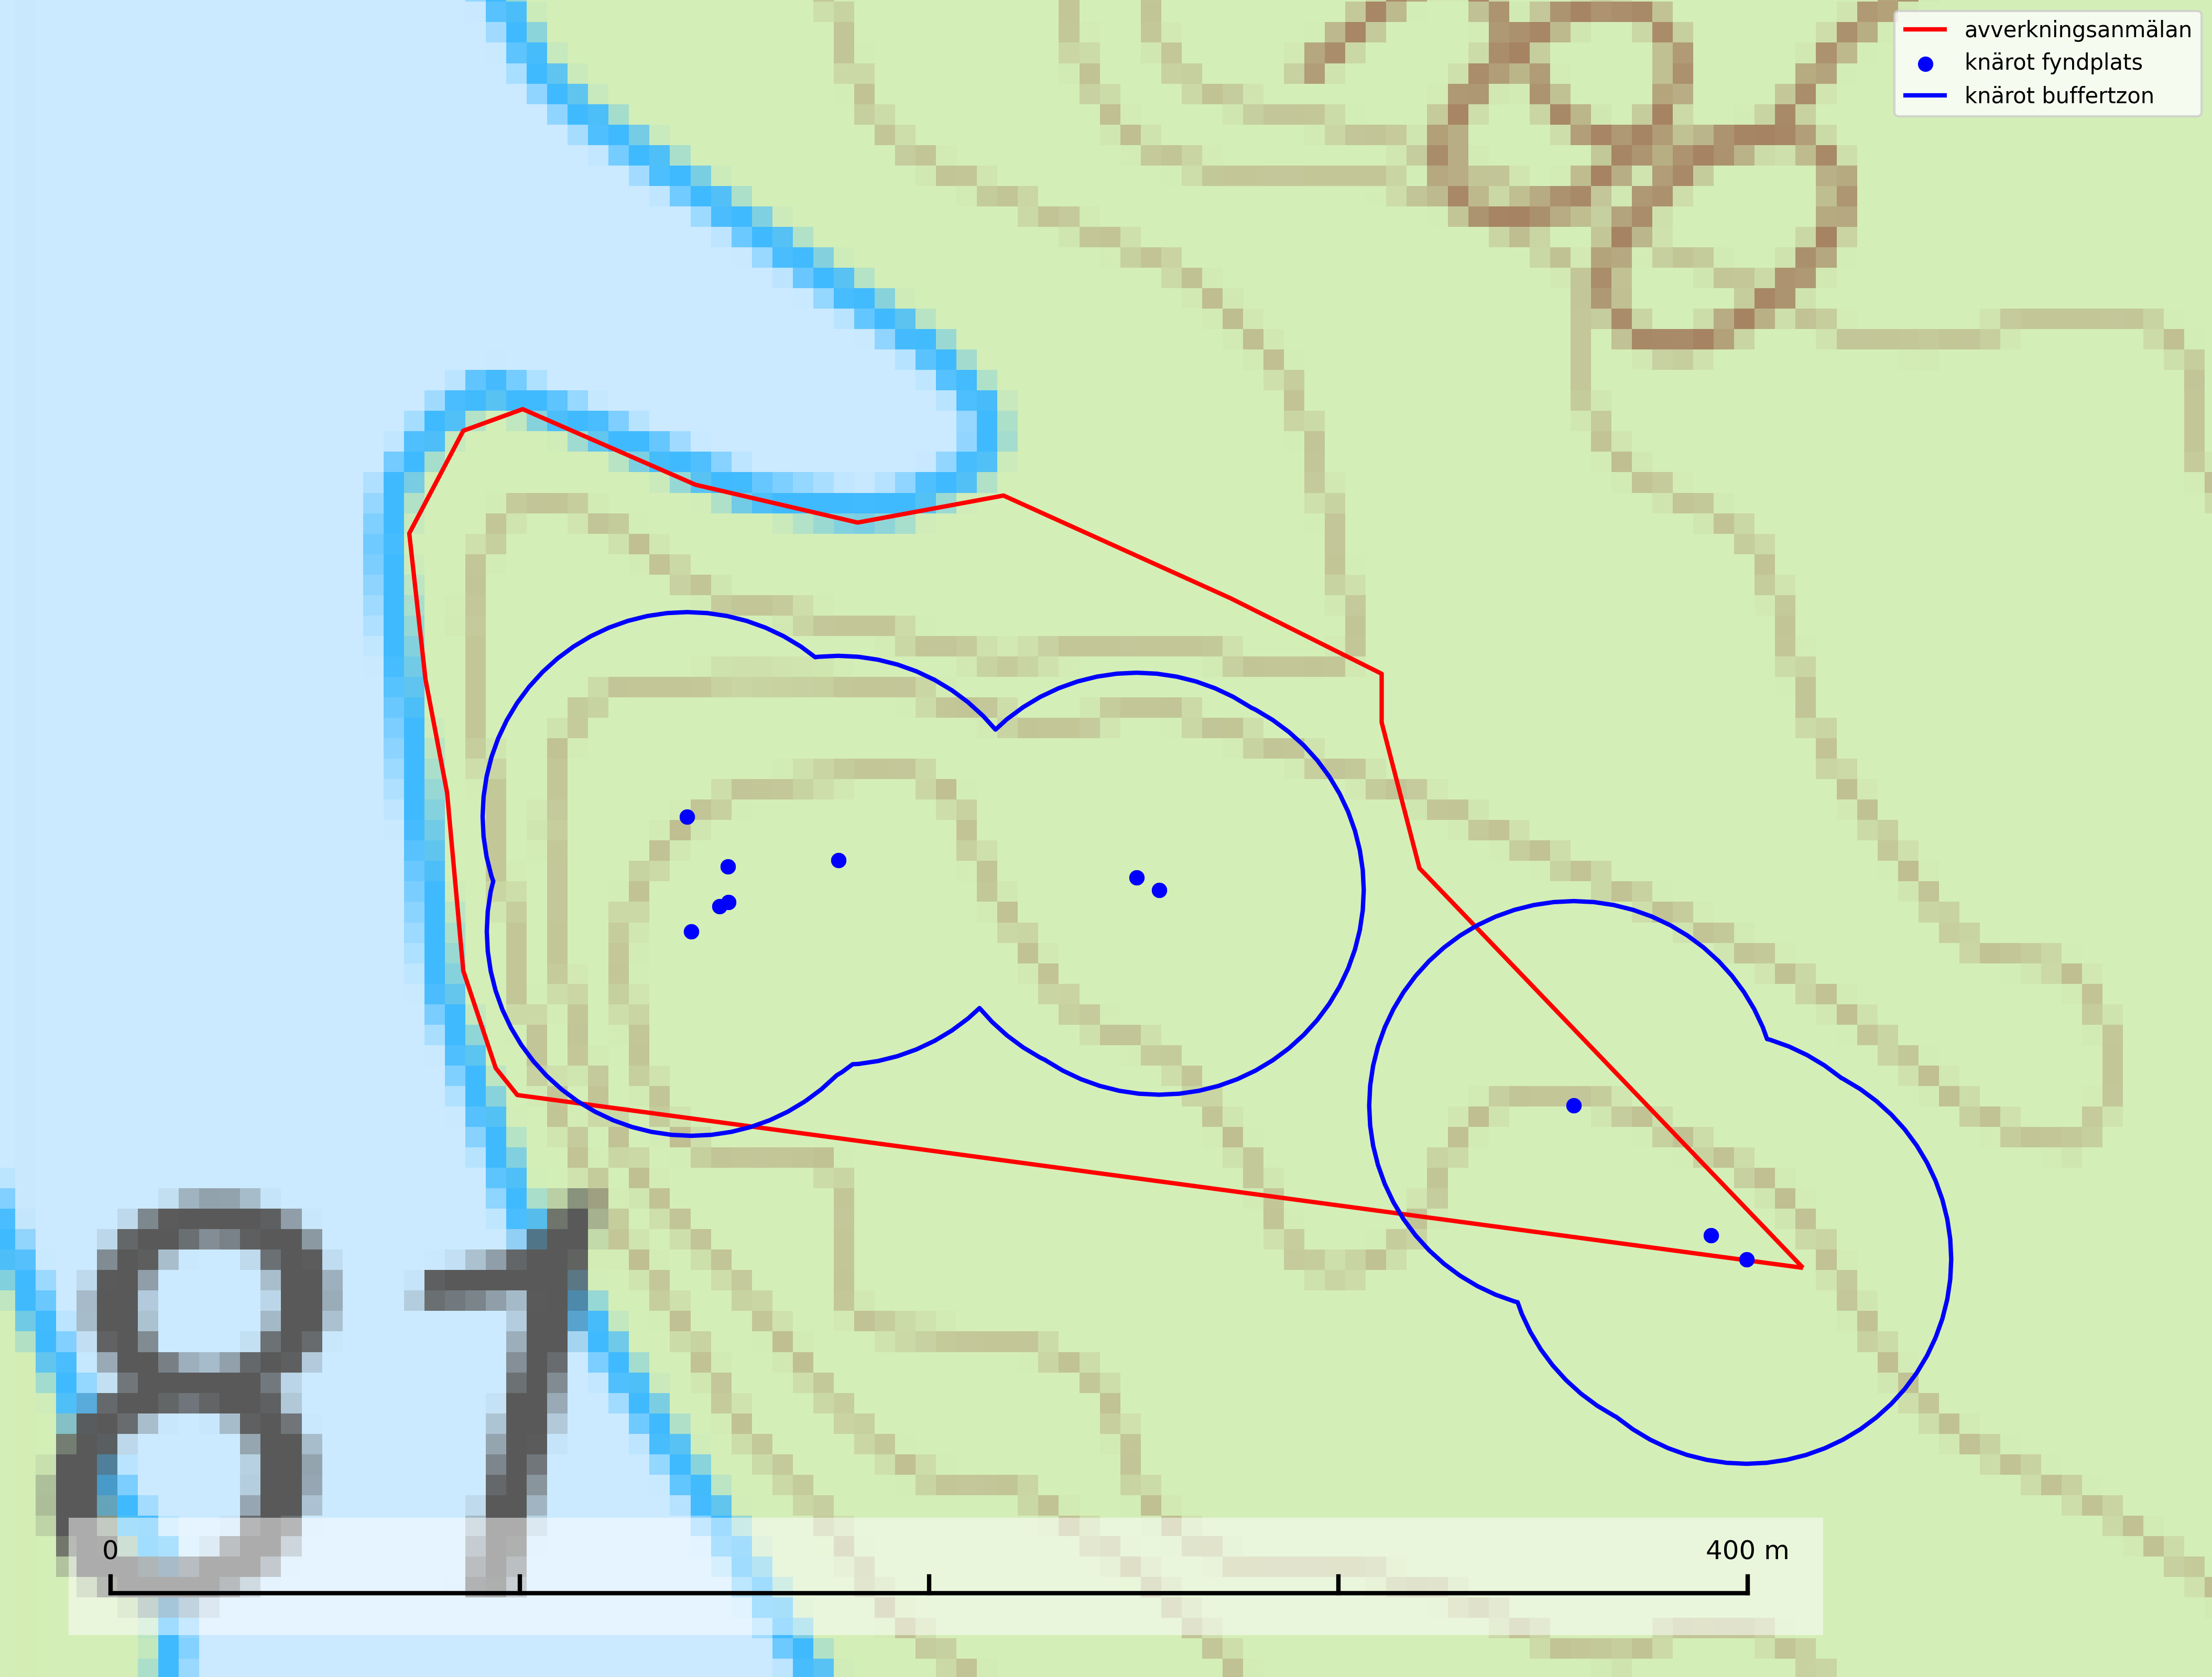 avverkningsanmälan
knärot fyndplats
knärot buffertzon
87
0
400 m